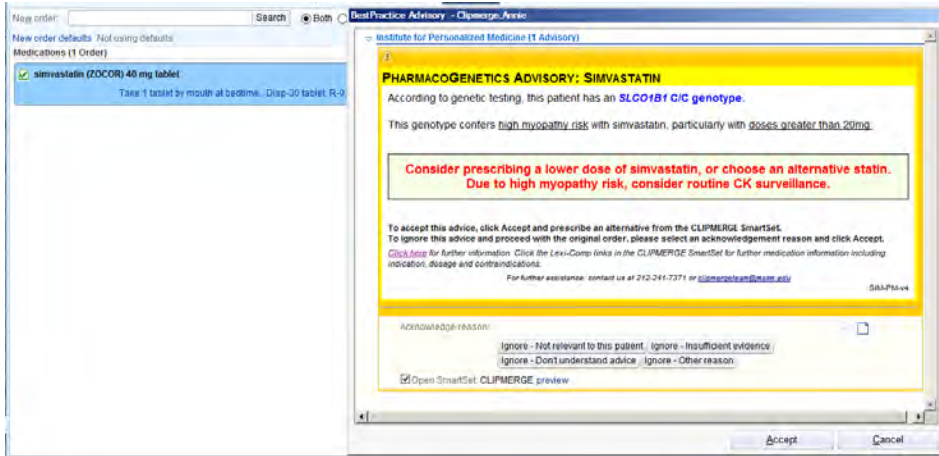 New order:
Search
Both
New order defaults Not using defaults
Medications (1 Order)
simvastatin (ZOCOR) 40 mg tablet
Take 1 tablet by mouth at bedtime., Disp-30 tablet, R-0
BestPractice Advisory - Clipmerge,Annie
Institute for Personalized Medicine (1 Advisory)
PHARMACOGENETICS ADVISORY: SIMVASTATIN
According to genetic testing, this patient has an SLCO1B1 C/C genotype.
This genotype confers high myopathy risk with simvastatin, particularly with doses greater than 20mg.
Consider prescribing a lower dose of simvastatin, or choose an alternative statin.
Due to high myopathy risk, consider routine CK surveillance.
To accept this advice, click Accept and prescribe an alternative from the CLIPMERGE SmartSet.
To ignore this advice and proceed with the original order, please select an acknowledgement reason and click Accept.
Click here for further information. Click the Lexi-Comp links in the CLIPMERGE SmartSet for further medication information including
indication, dosage and contraindications.
For further assistance: contact us at 212-241-7371 or clipmergeteam@mssm.edu
SIM-PM-v4
Acknowledge reason:
Ignore - Not relevant to this patient Ignore - Insufficient evidence
Ignore - Don't understand advice Ignore - Other reason
Open SmartSet: CLIPMERGE preview
Accept
Cancel